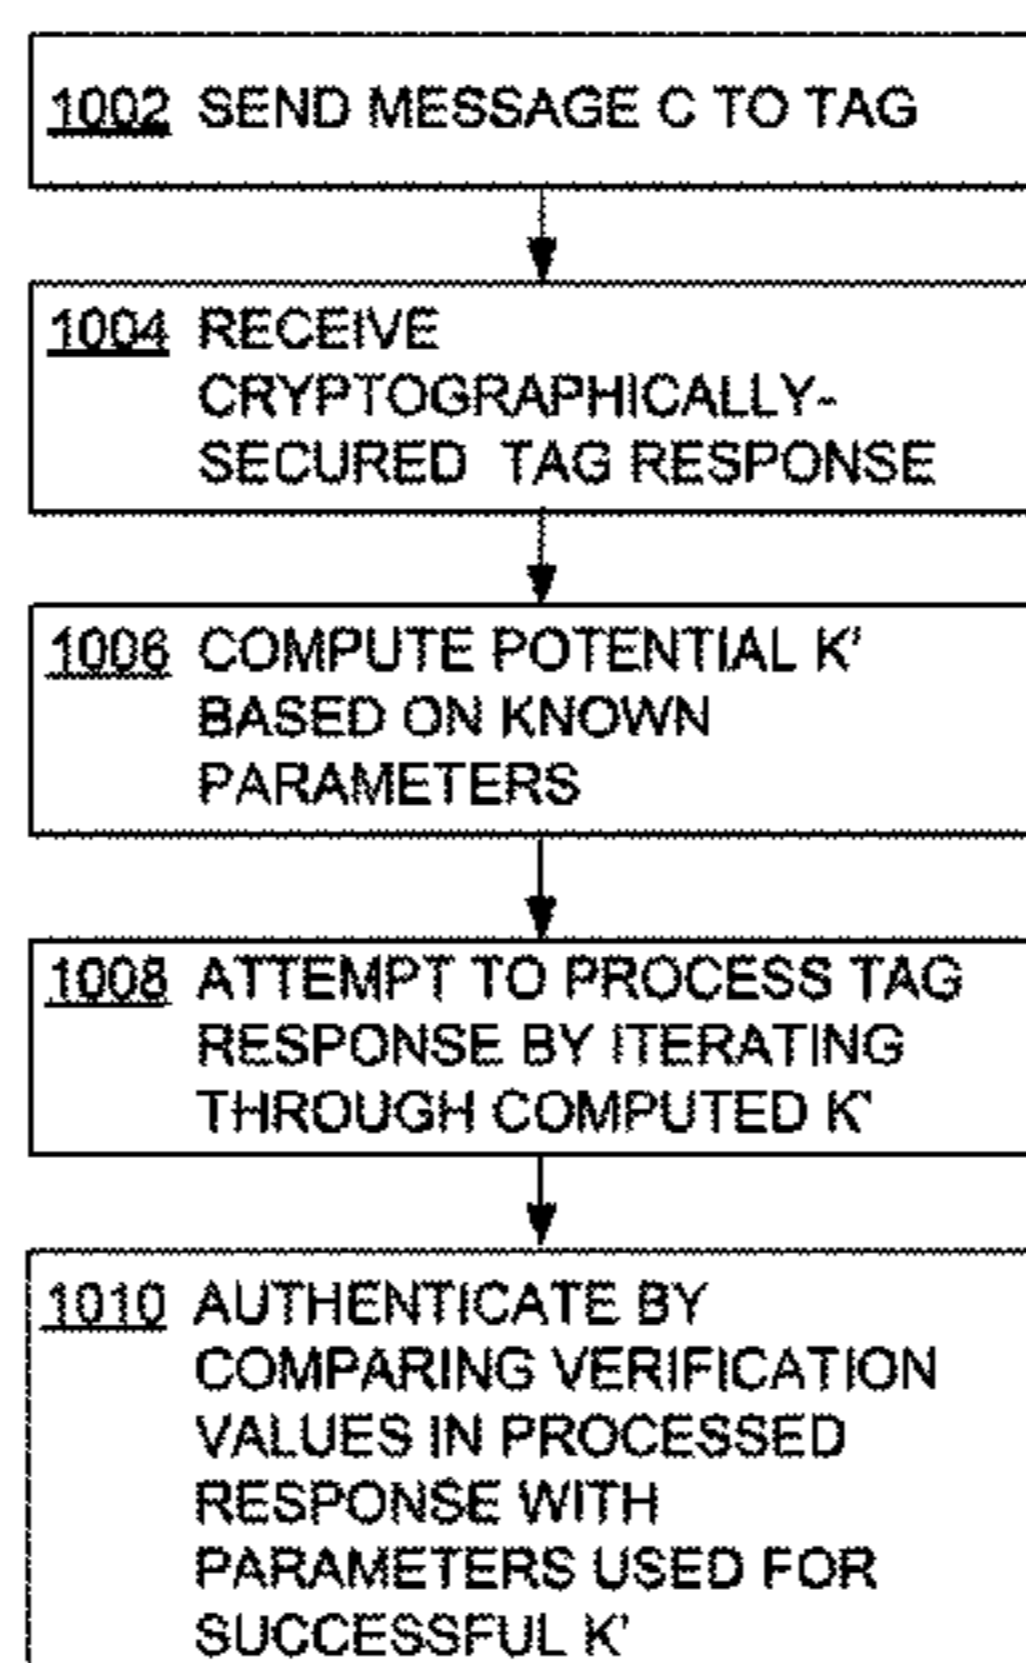 1002 SEND MESSAGE C TO TAG
1004 RECEIVE
CRYPTOGRAPHICALLY-
SECURED TAG RESPONSE
1006 COMPUTE POTENTIAL K'
BASED ON KNOWN
PARAMETERS
1008 ATTEMPT TO PROCESS TAG
RESPONSE BY ITERATING
THROUGH COMPUTED K'
1010 AUTHENTICATE BY
COMPARING VERIFICATION
VALUES IN PROCESSED
RESPONSE WITH
PARAMETERS USED FOR
SUCCESSFUL K'